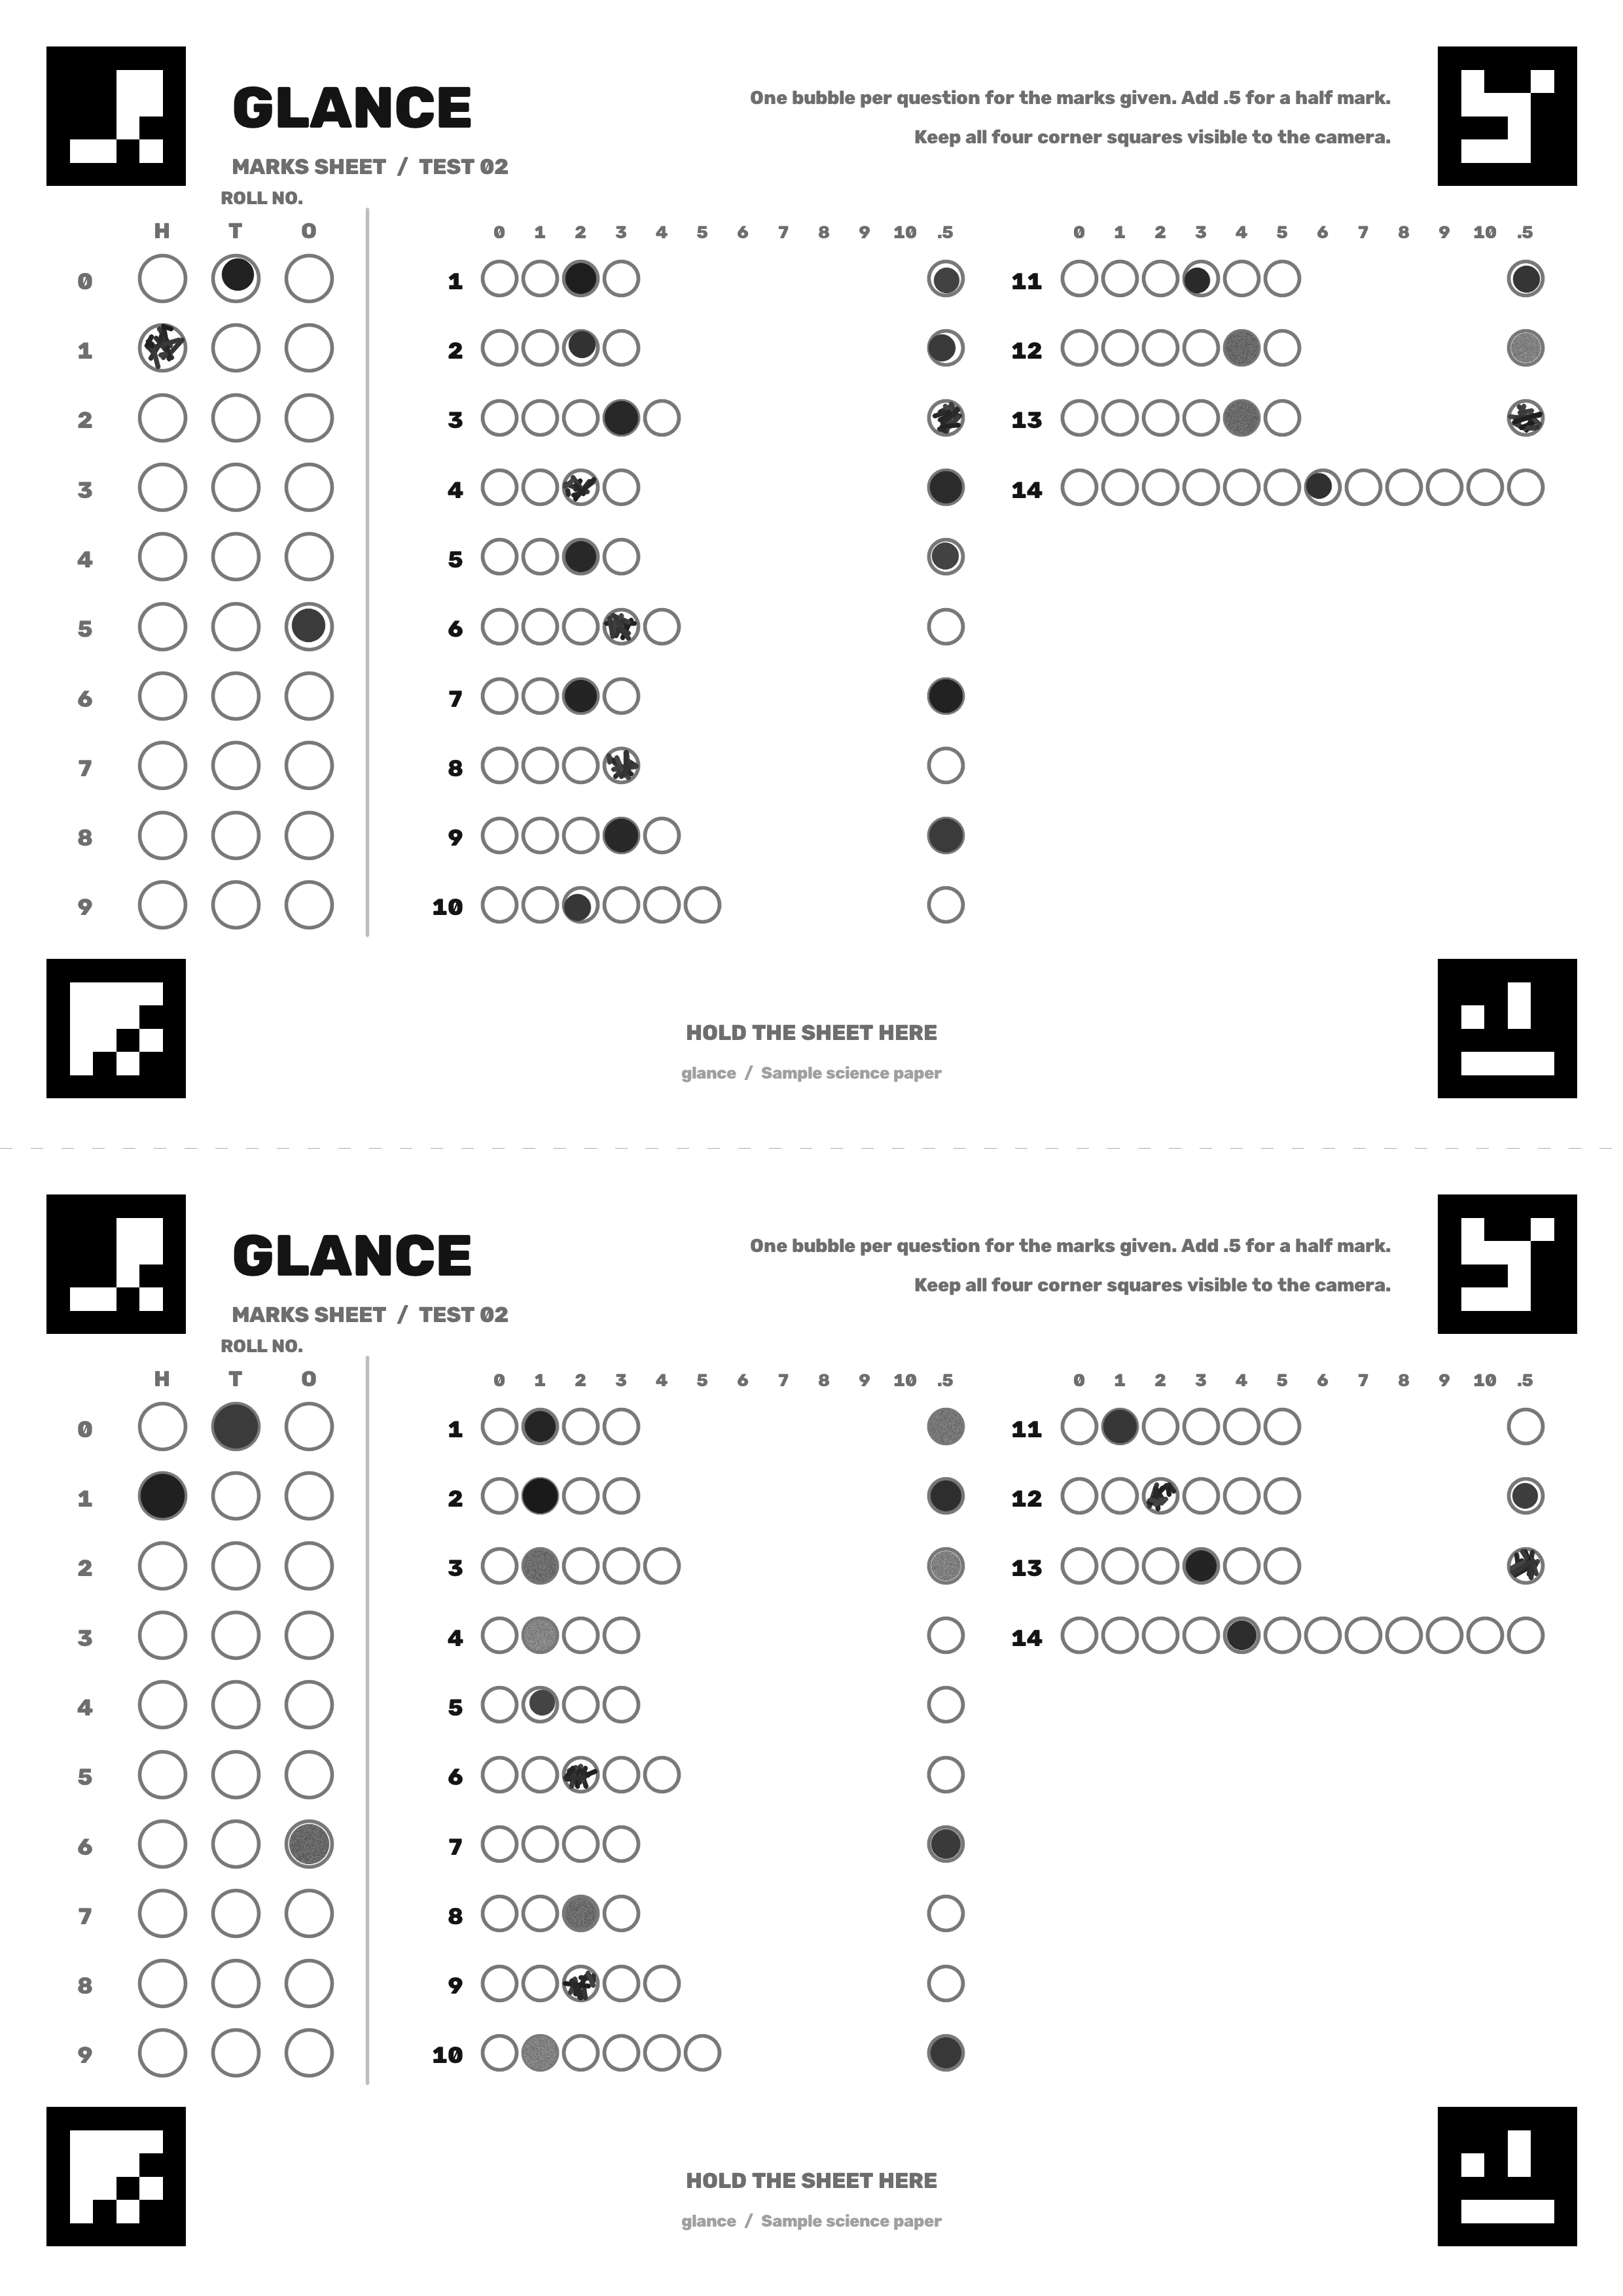 GLANCE
MARKS SHEET / TEST 02
One bubble per question for the marks given. Add .5 for a half mark.
Keep all four corner squares visible to the camera.
ROLL NO.
H T O
0 1 2 3 4 5 6 7 8 9 10 .5
0 1 2 3 4 5 6 7 8 9 10 .5
0 1 11
1 2 12
2 3 13
3 4 14
4 5
5 6
6 7
7 8
8 9
9 10
HOLD THE SHEET HERE
glance / Sample science paper
GLANCE
MARKS SHEET / TEST 02
One bubble per question for the marks given. Add .5 for a half mark.
Keep all four corner squares visible to the camera.
ROLL NO.
H T O
0 1 2 3 4 5 6 7 8 9 10 .5
0 1 2 3 4 5 6 7 8 9 10 .5
0 1 11
1 2 12
2 3 13
3 4 14
4 5
5 6
6 7
7 8
8 9
9 10
HOLD THE SHEET HERE
glance / Sample science paper